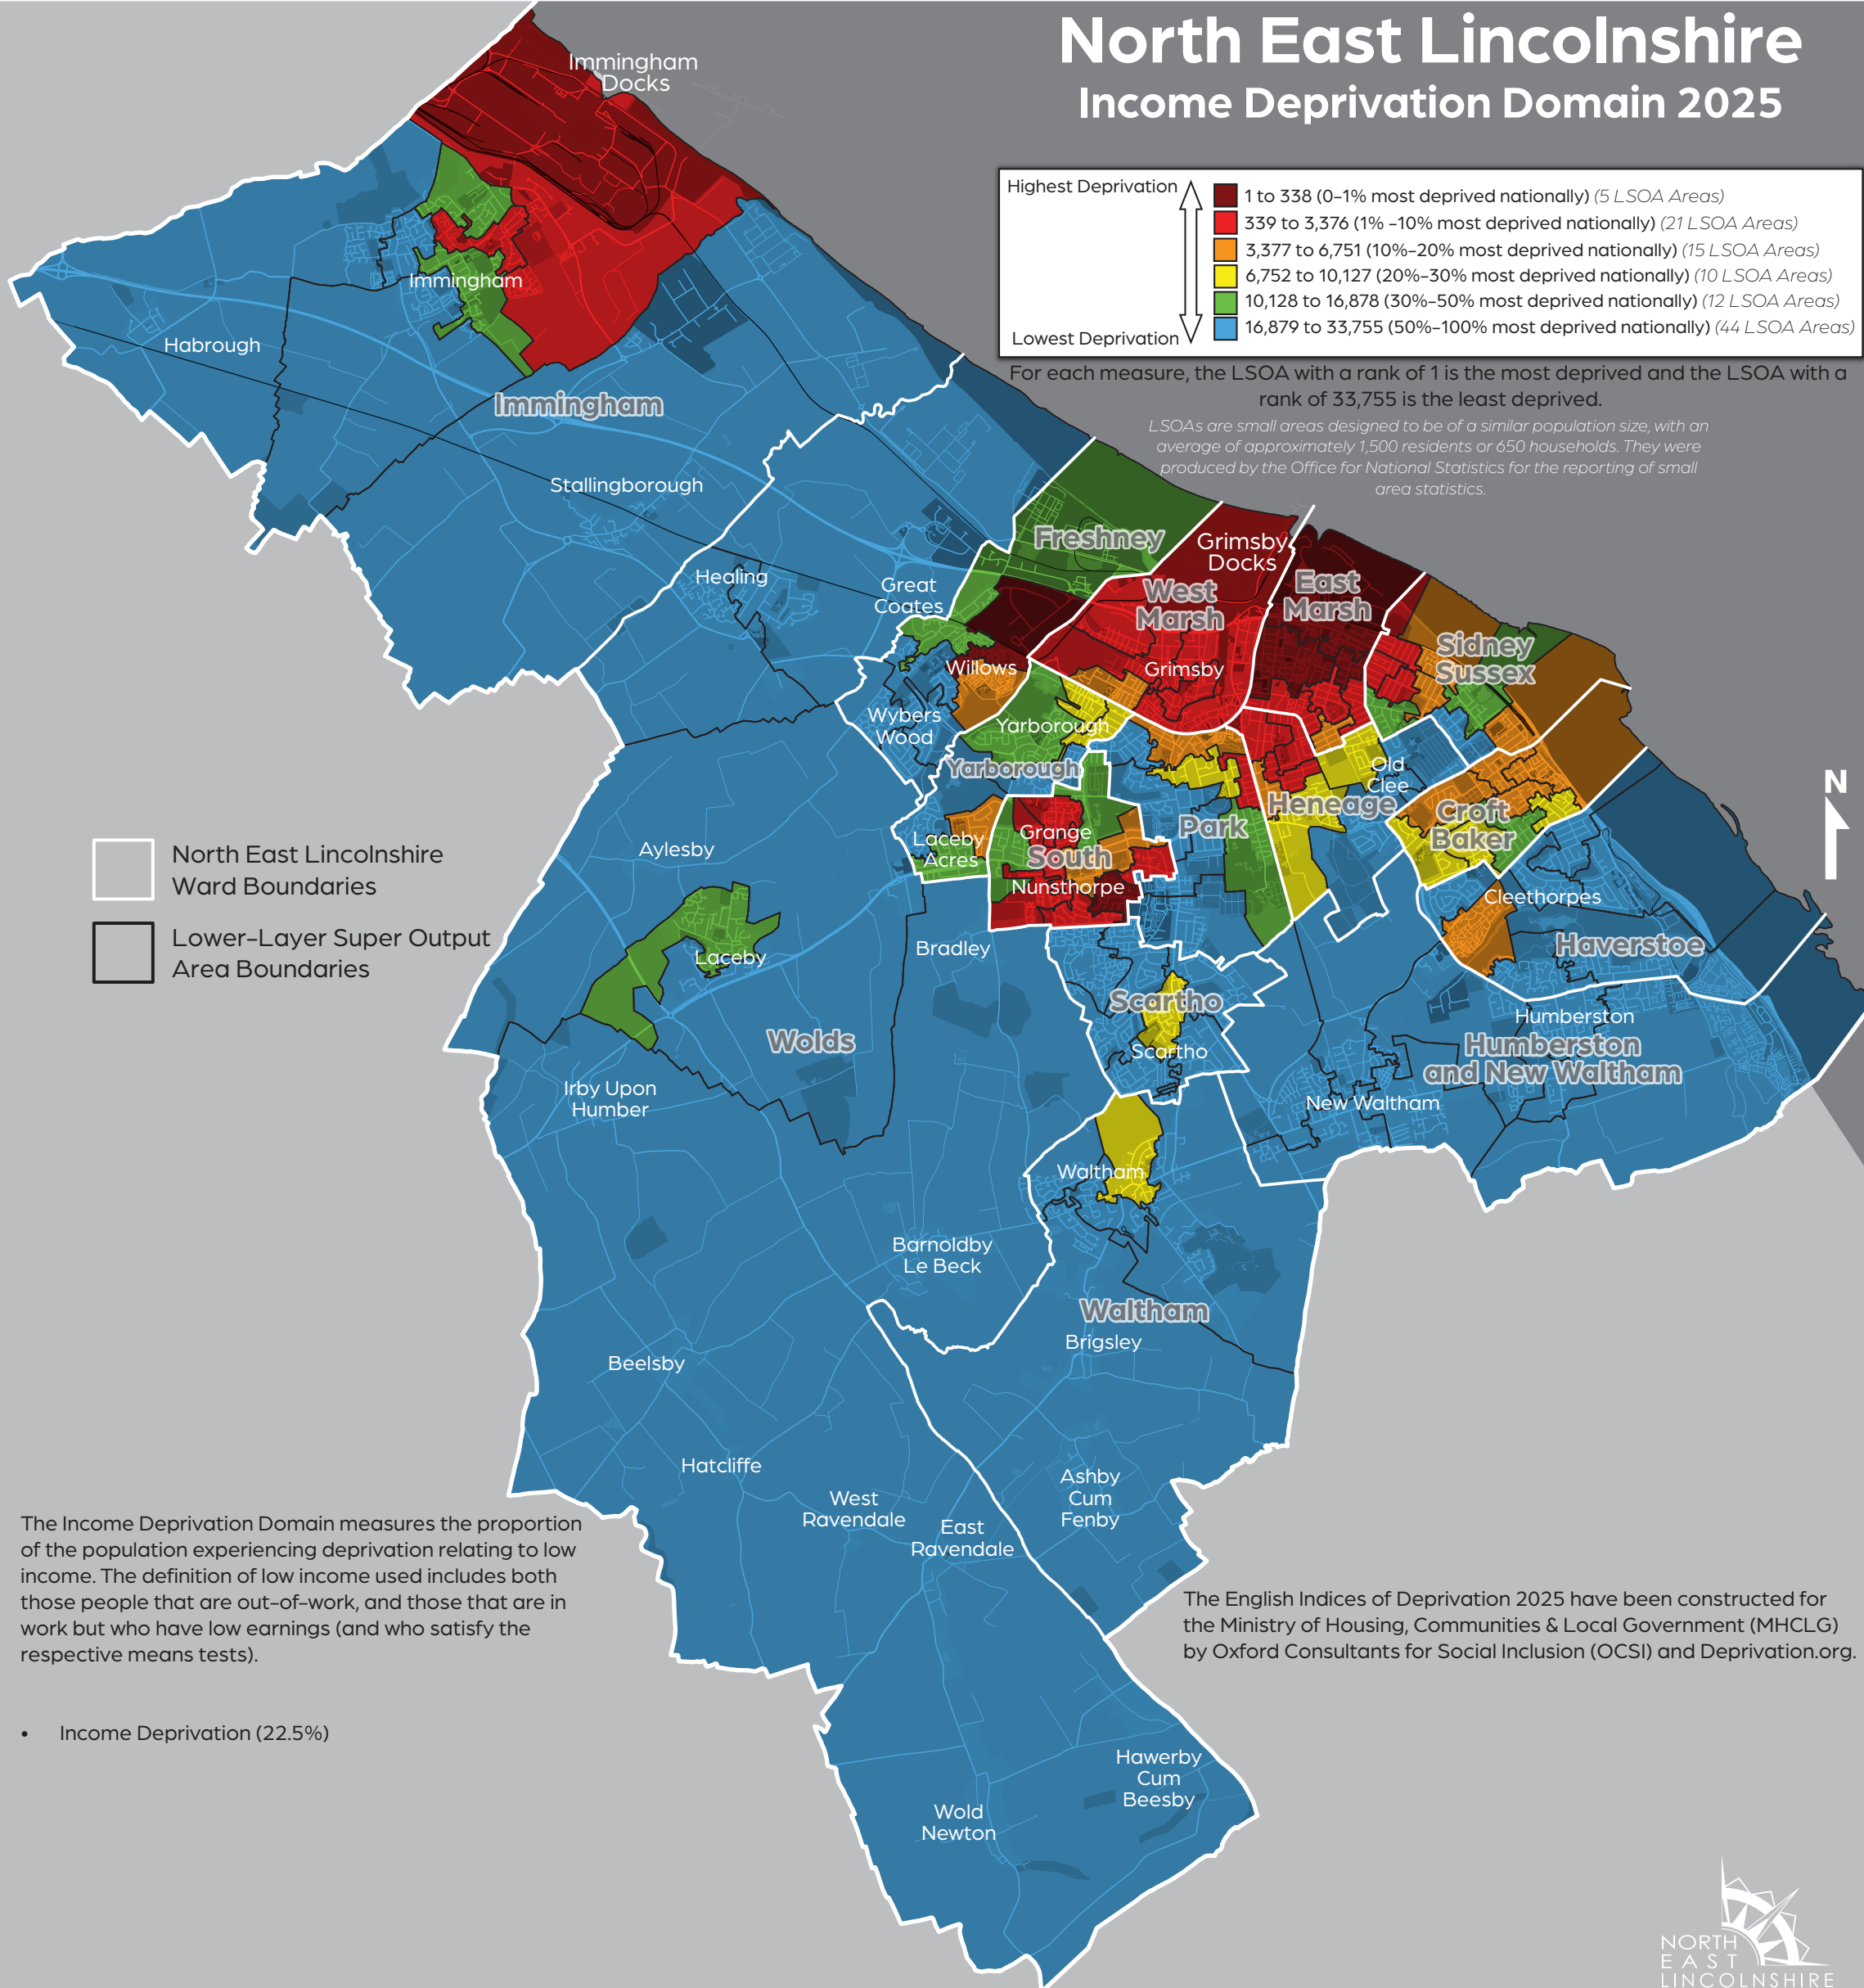 North East Lincolnshire
Income Deprivation Domain 2025
Highest Deprivation
Lowest Deprivation
1 to 338 (0-1% most deprived nationally) (5 LSOA Areas)
339 to 3,376 (1% -10% most deprived nationally) (21 LSOA Areas)
3,377 to 6,751 (10%-20% most deprived nationally) (15 LSOA Areas)
6,752 to 10,127 (20%-30% most deprived nationally) (10 LSOA Areas)
10,128 to 16,878 (30%-50% most deprived nationally) (12 LSOA Areas)
16,879 to 33,755 (50%-100% most deprived nationally) (44 LSOA Areas)
For each measure, the LSOA with a rank of 1 is the most deprived and the LSOA with a
rank of 33,755 is the least deprived.
LSOAs are small areas designed to be of a similar population size, with an
average of approximately 1,500 residents or 650 households. They were
produced by the Office for National Statistics for the reporting of small
area statistics.
Immingham
Docks
Immingham
Habrough
Immingham
Stallingborough
Healing
Great
Coates
Freshney
Grimsby
Docks
West
Marsh
East
Marsh
Sidney
Sussex
Willows
Grimsby
Wybers
Wood
Yarborough
Yarborough
Old
Clee
Heneage
Croft
Baker
Park
Grange
South
Nunsthorpe
Laceby
Acres
Cleethorpes
Haverstoe
Aylesby
Laceby
Bradley
Wolds
Scartho
Scartho
Humberston
Humberston
and New Waltham
New Waltham
Irby Upon
Humber
Waltham
Barnoldby
Le Beck
Waltham
Brigsley
Beelsby
Hatcliffe
West
Ravendale
East
Ravendale
Ashby
Cum
Fenby
Hawerby
Cum
Beesby
Wold
Newton
N
North East Lincolnshire
Ward Boundaries
Lower-Layer Super Output
Area Boundaries
The Income Deprivation Domain measures the proportion
of the population experiencing deprivation relating to low
income. The definition of low income used includes both
those people that are out-of-work, and those that are in
work but who have low earnings (and who satisfy the
respective means tests).
• Income Deprivation (22.5%)
The English Indices of Deprivation 2025 have been constructed for
the Ministry of Housing, Communities & Local Government (MHCLG)
by Oxford Consultants for Social Inclusion (OCSI) and Deprivation.org.
NORTH
EAST
LINCOLNSHIRE